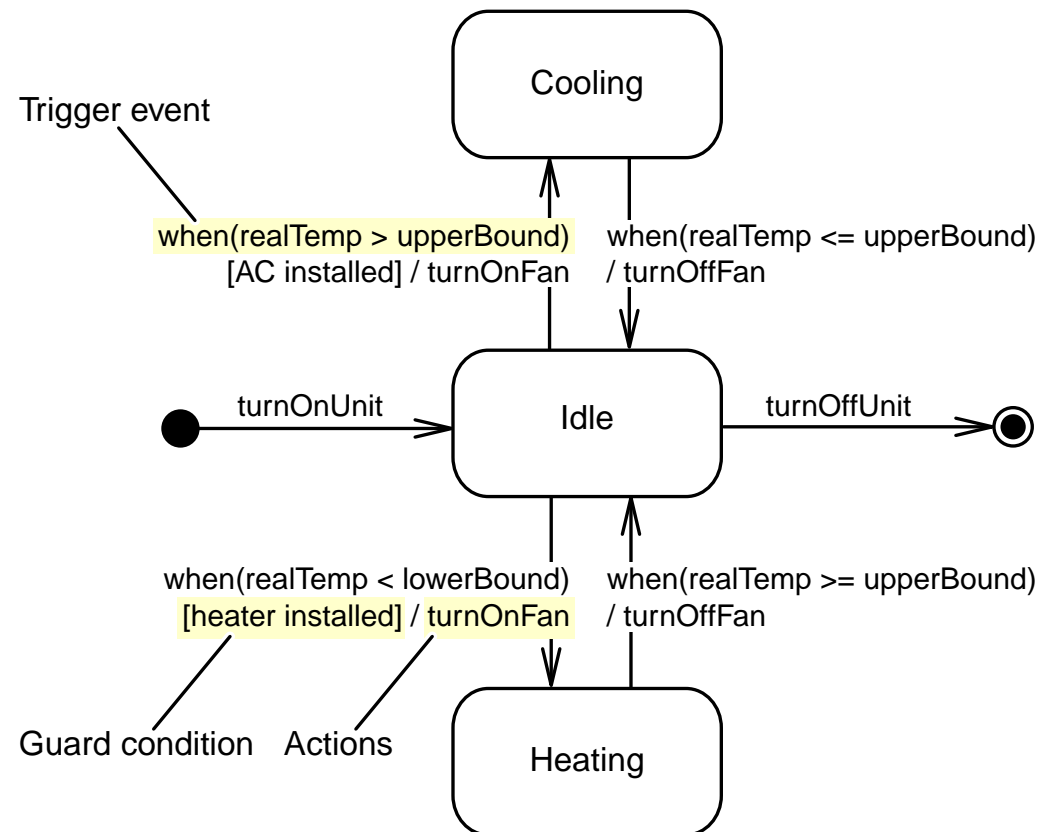 Cooling
Trigger event
when(realTemp > upperBound)
[AC installed] / turnOnFan
when(realTemp <= upperBound)
/ turnOffFan
turnOnUnit
Idle
turnOffUnit
when(realTemp < lowerBound)
[heater installed] / turnOnFan
when(realTemp >= upperBound)
/ turnOffFan
Guard condition
Actions
Heating